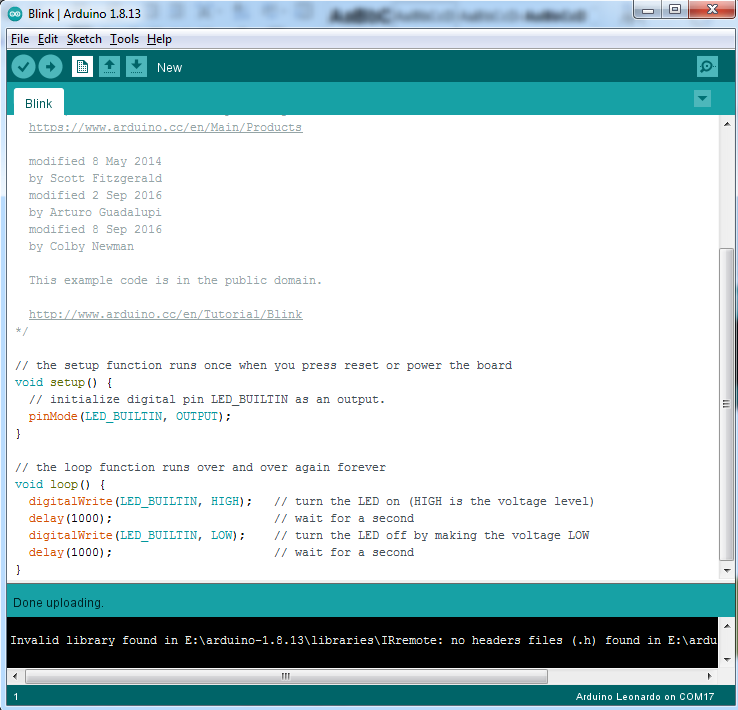 Blink | Arduino 1.8.13
File Edit Sketch Tools Help
New
Blink
https://www.arduino.cc/en/Main/Products
modified 8 May 2014
by Scott Fitzgerald
modified 2 Sep 2016
by Arturo Guadalupi
modified 8 Sep 2016
by Colby Newman
This example code is in the public domain.
http://www.arduino.cc/en/Tutorial/Blink
*/
// the setup function runs once when you press reset or power the board
void setup() {
// initialize digital pin LED_BUILTIN as an output.
pinMode(LED_BUILTIN, OUTPUT);
}
// the loop function runs over and over again forever
void loop() {
digitalWrite(LED_BUILTIN, HIGH); // turn the LED on (HIGH is the voltage level)
delay(1000); // wait for a second
digitalWrite(LED_BUILTIN, LOW); // turn the LED off by making the voltage LOW
delay(1000); // wait for a second
}
Done uploading.
Invalid library found in E:\arduino-1.8.13\libraries\IRremote: no headers files (.h) found in E:\ardu
1
Arduino Leonardo on COM17